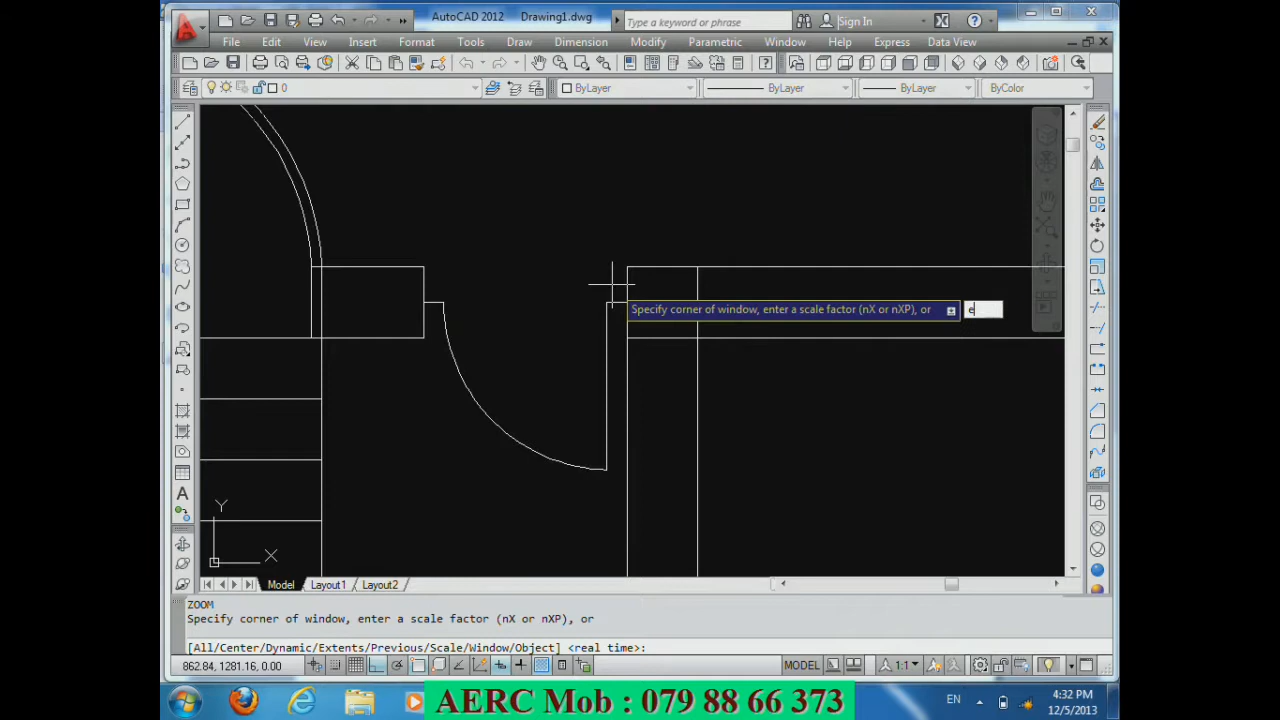 AutoCAD 2012 Drawing1.dwg
Type a keyword or phrase
Sign In
File Edit View Insert Format Tools Draw Dimension Modify Parametric Window Help Express Data View
0
ByLayer
ByLayer
ByLayer
ByColor
Specify corner of window, enter a scale factor (nX or nXP), or
e
Y
X
Model Layout1 Layout2
ZOOM
Specify corner of window, enter a scale factor (nX or nXP), or
[All/Center/Dynamic/Extents/Previous/Scale/Window/Object] <real time>:
862.84, 1281.16, 0.00
MODEL
1:1
AERC Mob : 079 88 66 373
EN
4:32 PM
12/5/2013